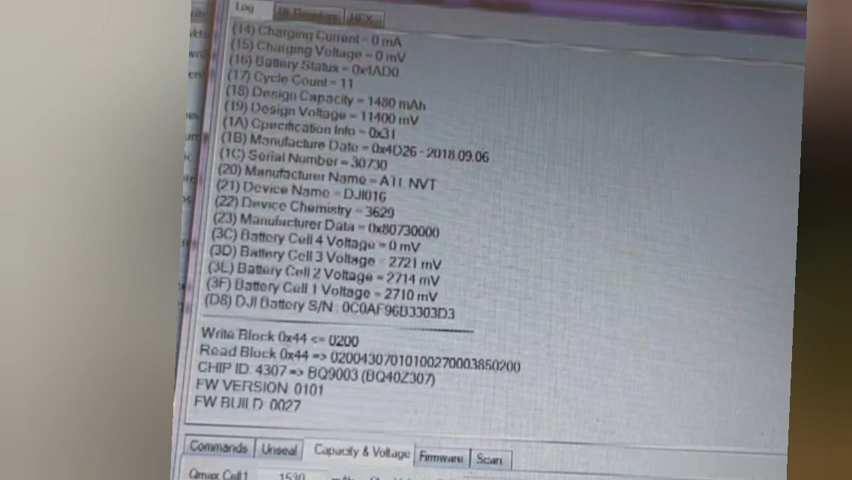 Log
(14) Charging Current = 0 mA
(15) Charging Voltage = 0 mV
(16) Battery Status = 0x4AD0
(17) Cycle Count = 11
(18) Design Capacity = 1480 mAh
(19) Design Voltage = 11400 mV
(1A) Cpecification Info = 0x31
(1B) Manufacture Date = 0x4D26 - 2018.09.06
(1C) Serial Number = 30730
(20) Manufacturer Name = ATL NVT
(21) Device Name = DJI016
(22) Device Chemistry = 3629
(23) Manufacturer Data = 0x80730000
(3C) Battery Cell 4 Voltage = 0 mV
(3D) Battery Cell 3 Voltage = 2721 mV
(3E) Battery Cell 2 Voltage = 2714 mV
(3F) Battery Cell 1 Voltage = 2710 mV
(D8) DJI Battery S/N : 0C0AF96B3303D3
Write Block 0x44 <= 0200
Read Block 0x44 => 02004307010100270003850200
CHIP ID: 4307 => BQ9003 (BQ40Z307)
FW VERSION: 0101
FW BUILD: 0027
Commands Unseal Capacity & Voltage Firmware Scan
Qmax Cell1 1530